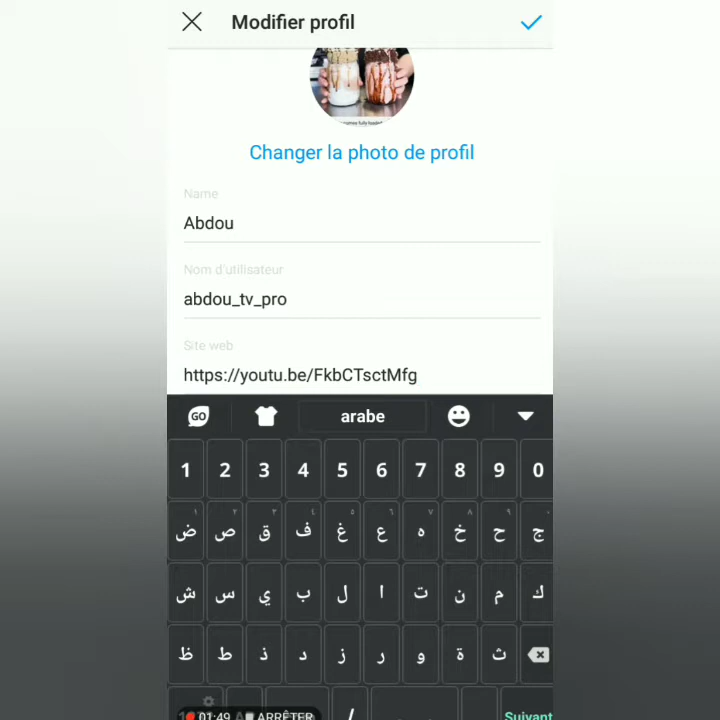 Modifier profil
Changer la photo de profil
Name
Abdou
Nom d'utilisateur
abdou_tv_pro
Site web
https://youtu.be/FkbCTsctMfg
GO arabe
1 2 3 4 5 6 7 8 9 0
ض ص ق ف غ ع ه خ ح ج
ش س ي ب ل ا ت ن م ك
ظ ط ذ د ز ر و ة ث
01:49 ARRÊTER / Suivant